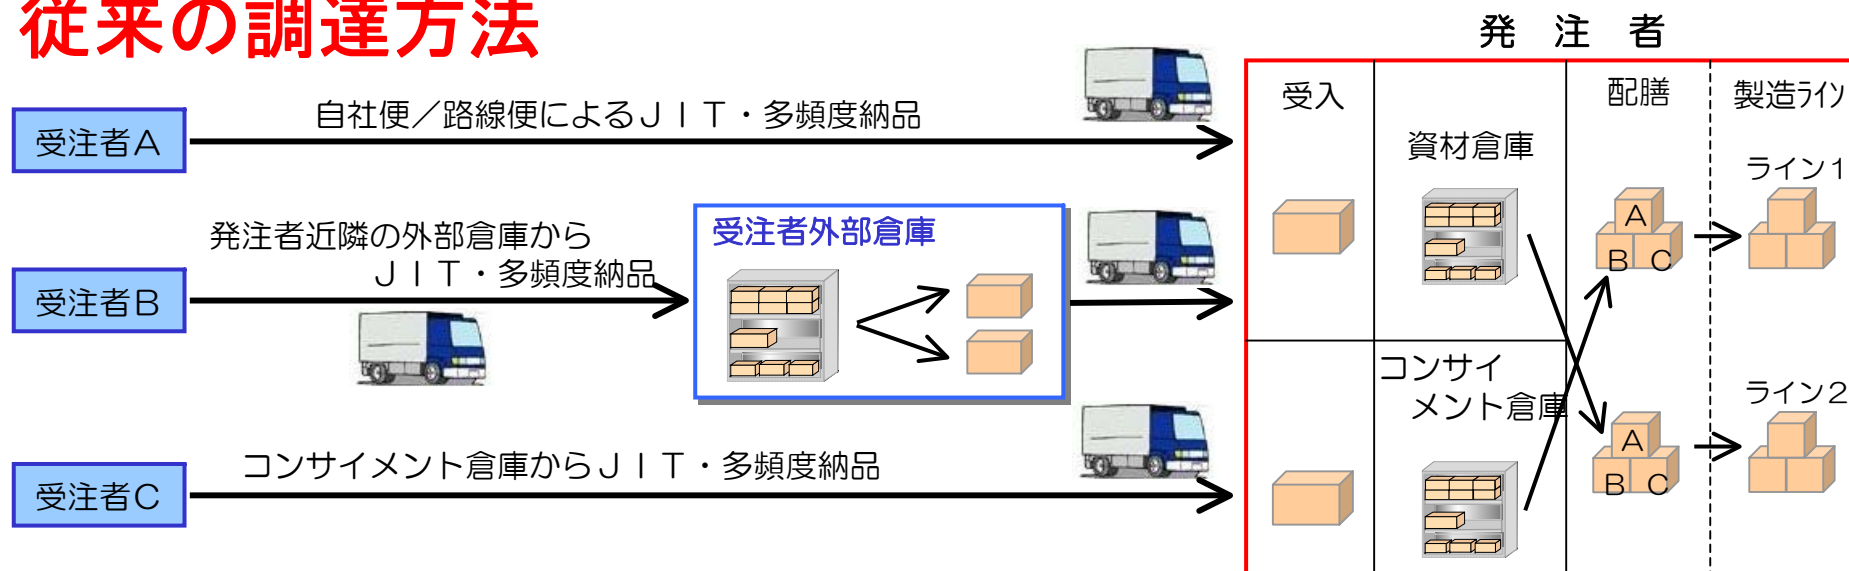 従来の調達方法
発 注 者
受入
配膳
製造ﾗｲﾝ
受注者A
自社便／路線便によるＪＩＴ・多頻度納品
資材倉庫
ライン１
発注者近隣の外部倉庫から
ＪＩＴ・多頻度納品
受注者外部倉庫
A
B C
受注者B
コンサイ
メント倉庫
ライン２
A
B C
コンサイメント倉庫からＪＩＴ・多頻度納品
受注者C